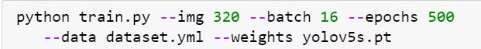 python train.py --img 320 --batch 16 --epochs 500
--data dataset.yml --weights yolov5s.pt